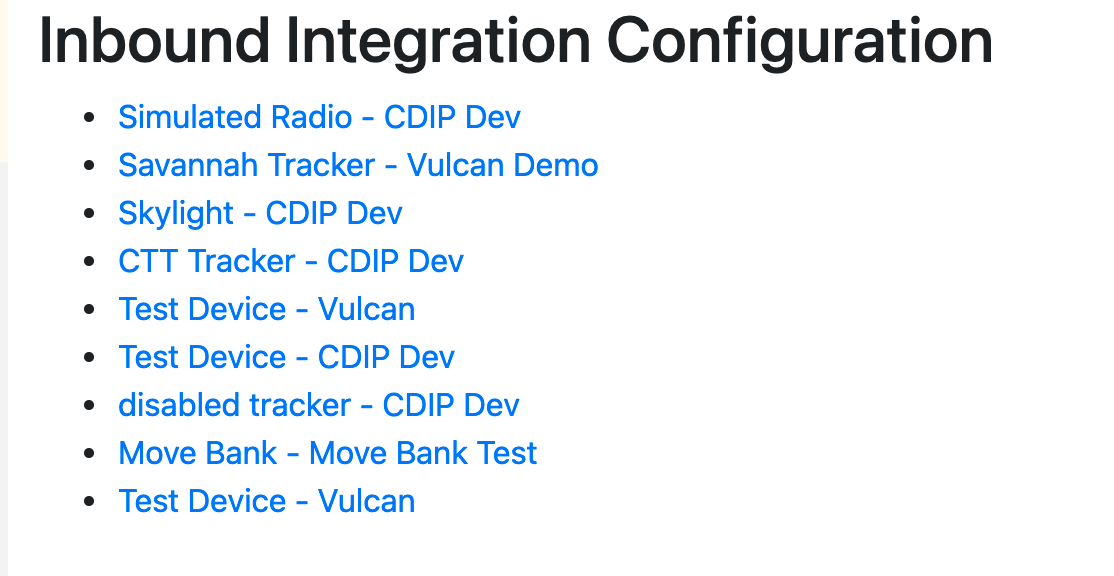 Inbound Integration Configuration
Simulated Radio - CDIP Dev
Savannah Tracker - Vulcan Demo
Skylight - CDIP Dev
CTT Tracker - CDIP Dev
Test Device - Vulcan
Test Device - CDIP Dev
disabled tracker - CDIP Dev
Move Bank - Move Bank Test
Test Device - Vulcan